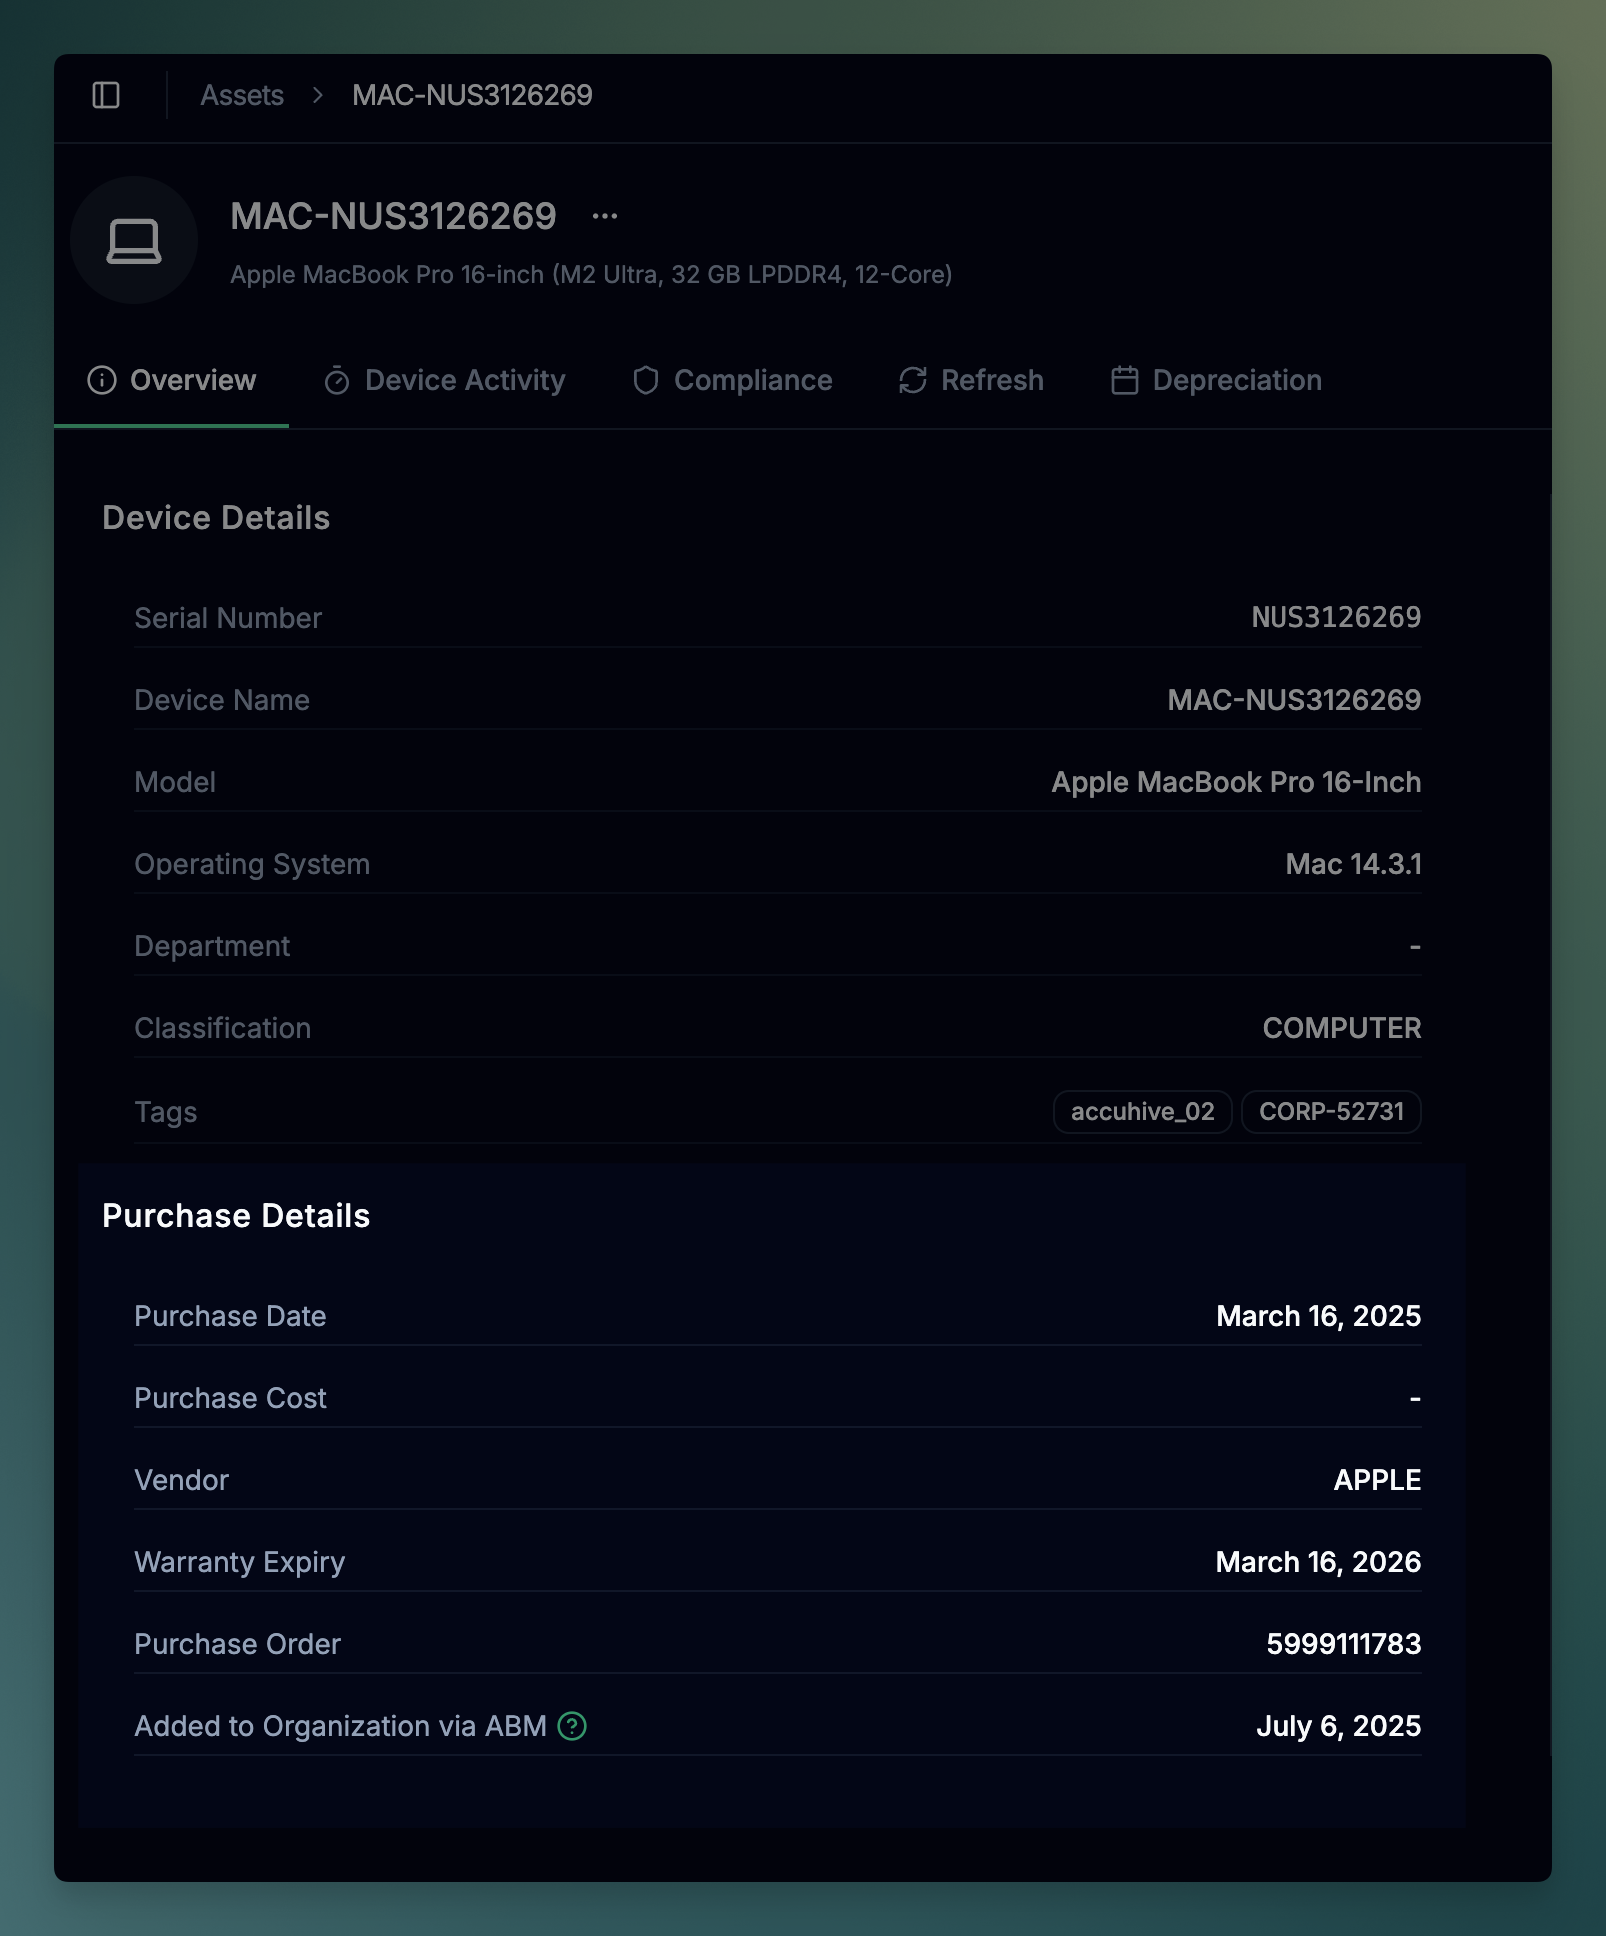 Assets > MAC-NUS3126269
MAC-NUS3126269 ...
Apple MacBook Pro 16-inch (M2 Ultra, 32 GB LPDDR4, 12-Core)
Overview Device Activity Compliance Refresh Depreciation
Device Details
Serial Number NUS3126269
Device Name MAC-NUS3126269
Model Apple MacBook Pro 16-Inch
Operating System Mac 14.3.1
Department -
Classification COMPUTER
Tags accuhive_02 CORP-52731
Purchase Details
Purchase Date March 16, 2025
Purchase Cost -
Vendor APPLE
Warranty Expiry March 16, 2026
Purchase Order 5999111783
Added to Organization via ABM ? July 6, 2025